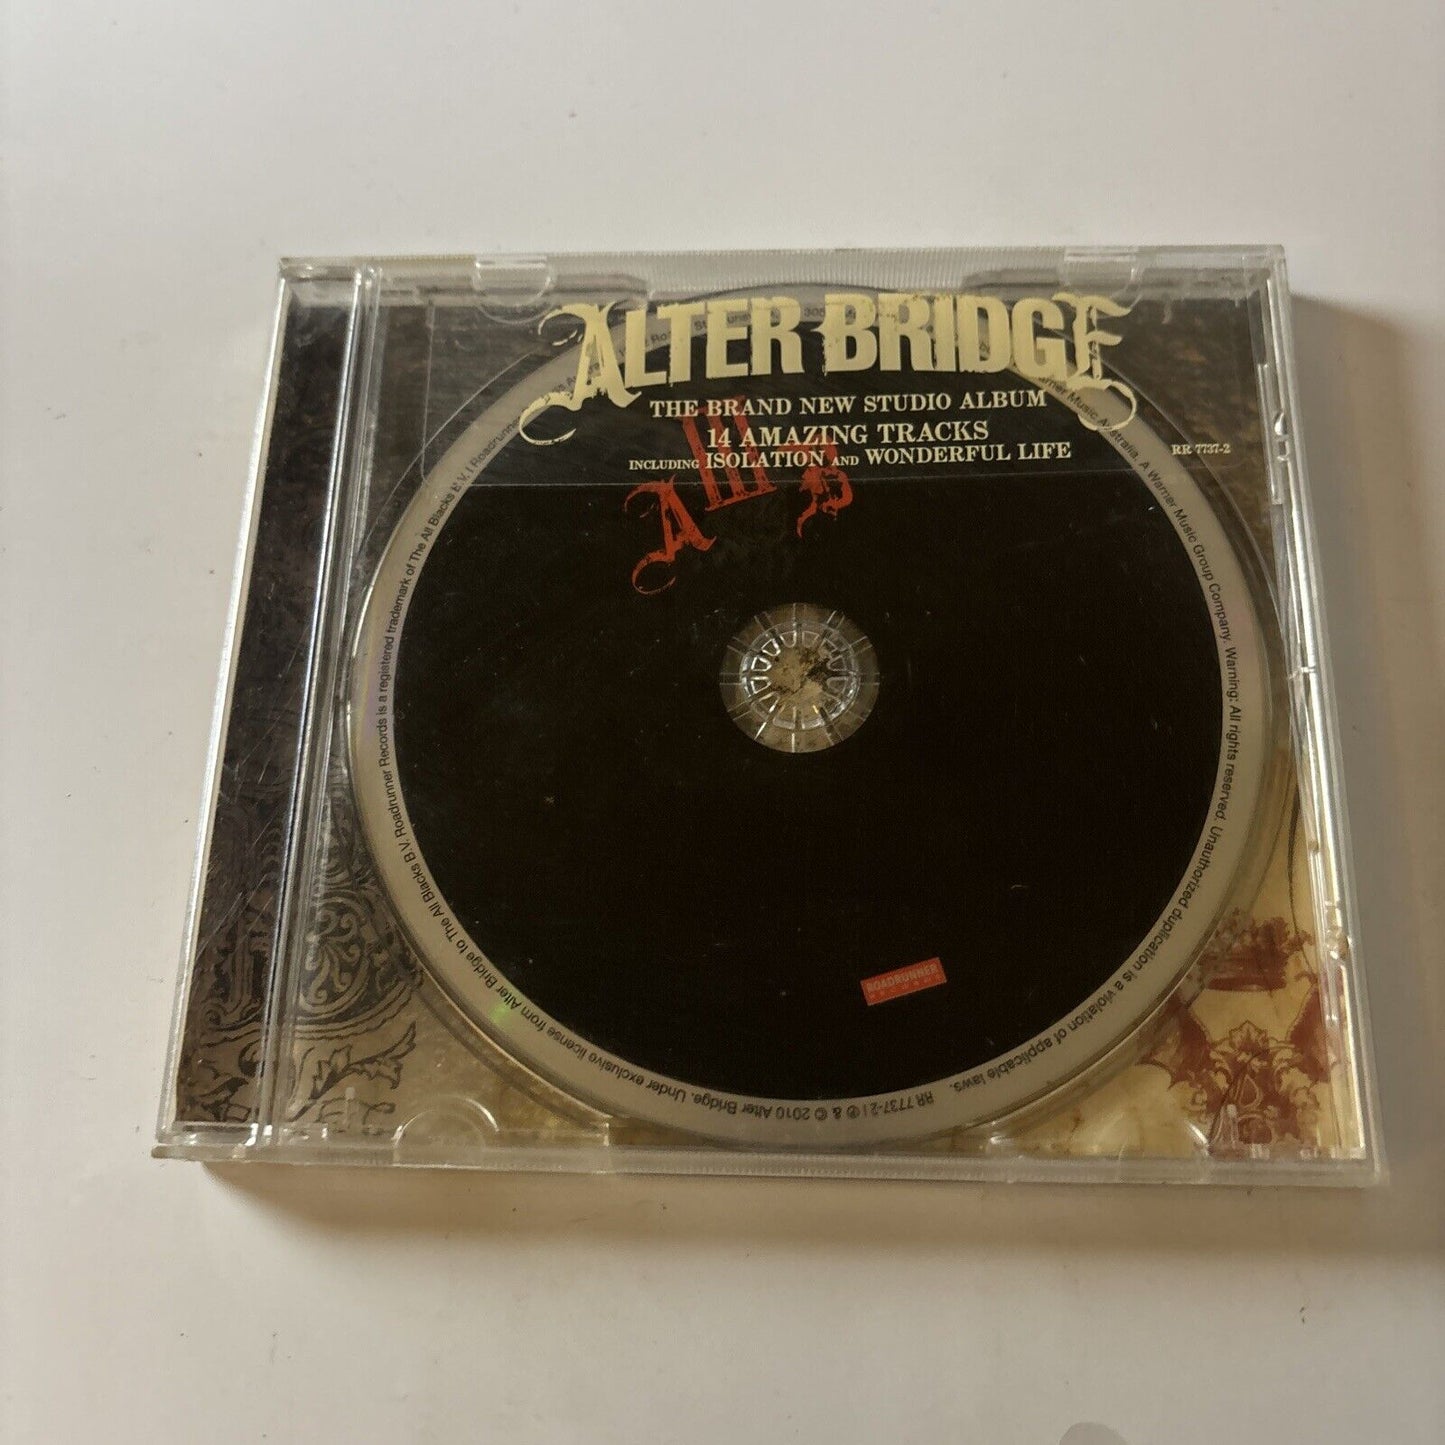 ALTER BRIDGE
THE BRAND NEW STUDIO ALBUM
14 AMAZING TRACKS
INCLUDING ISOLATION AND WONDERFUL LIFE
RR 7737-2
A III B
ROADRUNNER
RECORDS
RR 7737-2 | ℗ & © 2010 Alter Bridge. Under exclusive license from Alter Bridge to The All Blacks B.V. Roadrunner Records is a registered trademark of The All Blacks B.V. | Roadrunner
Warner Music Australia. A Warner Music Group Company. Warning: All rights reserved. Unauthorized duplication is a violation of applicable laws.